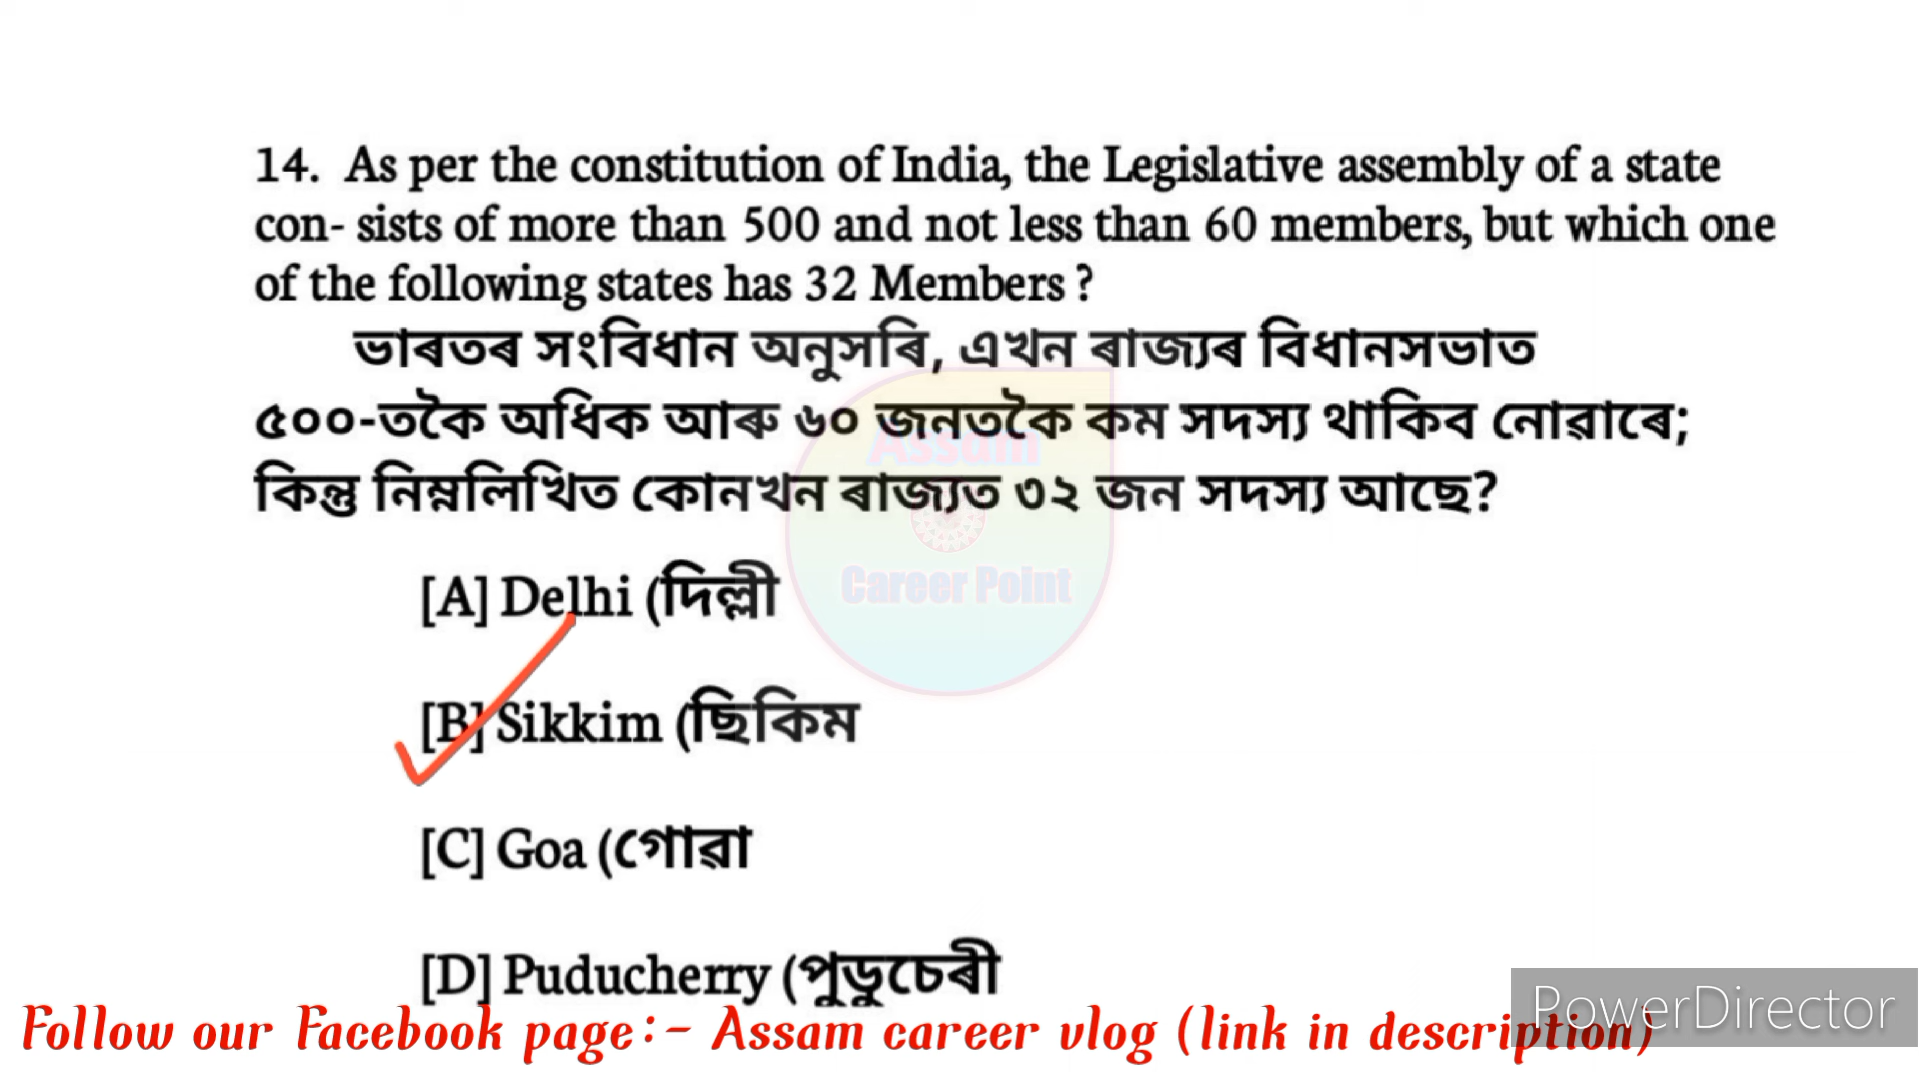 14. As per the constitution of India, the Legislative assembly of a state
con- sists of more than 500 and not less than 60 members, but which one
of the following states has 32 Members ?
ভাৰতৰ সংবিধান অনুসৰি, এখন ৰাজ্যৰ বিধানসভাত
৫০০-তকৈ অধিক আৰু ৬০ জনতকৈ কম সদস্য থাকিব নোৱাৰে;
কিন্তু নিম্নলিখিত কোনখন ৰাজ্যত ৩২ জন সদস্য আছে?
Assam
Career Point
[A] Delhi (দিল্লী
[B] Sikkim (ছিকিম
[C] Goa (গোৱা
[D] Puducherry (পুডুচেৰী
Follow our Facebook page:- Assam career vlog (link in description)
PowerDirector